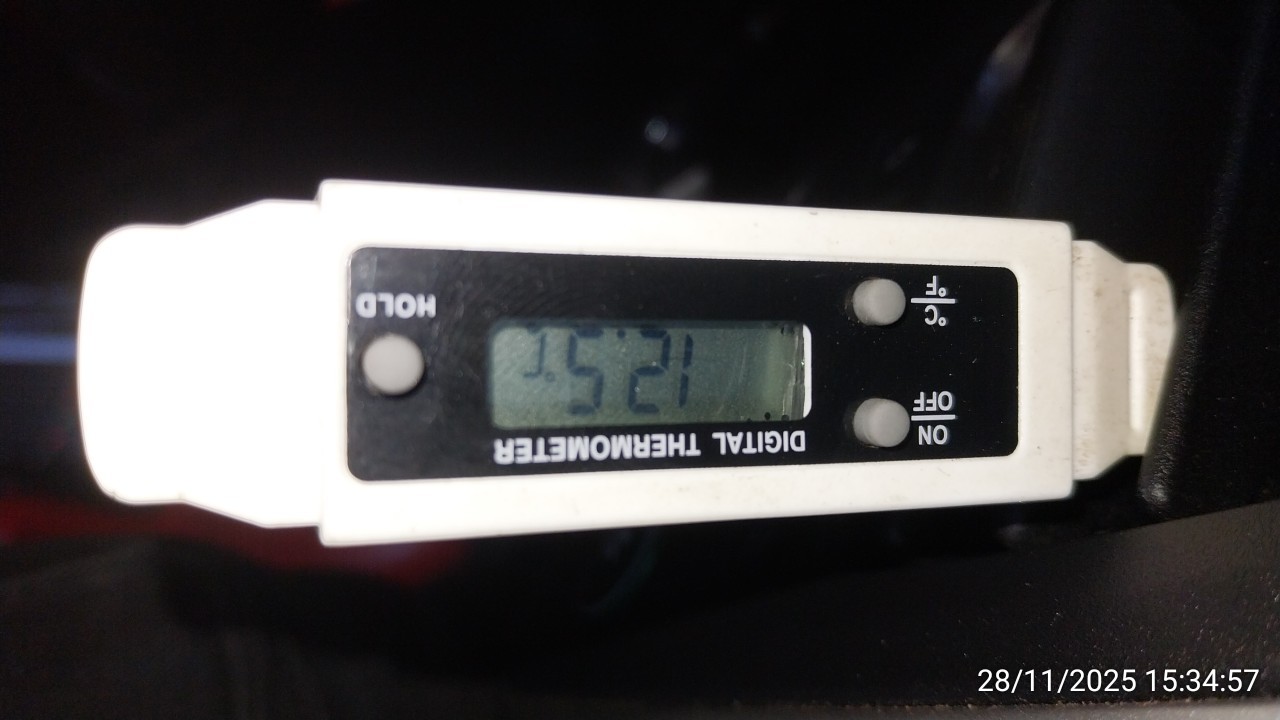 DIGITAL THERMOMETER
12.5 °C
ON
OFF
°C
°F
HOLD
28/11/2025 15:34:57